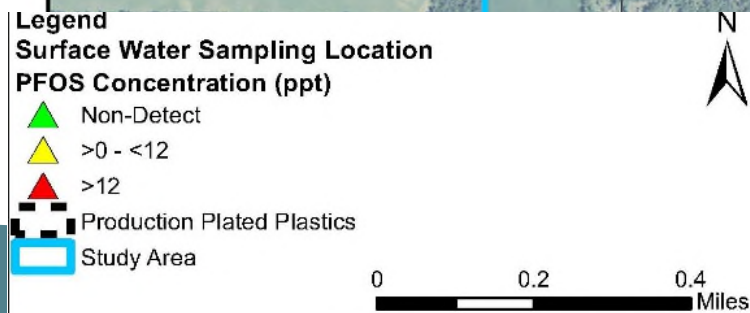 Legend
N
Surface Water Sampling Location
PFOS Concentration (ppt)
Non-Detect
>0 - <12
>12
Production Plated Plastics
Study Area
0 0.2 0.4
Miles